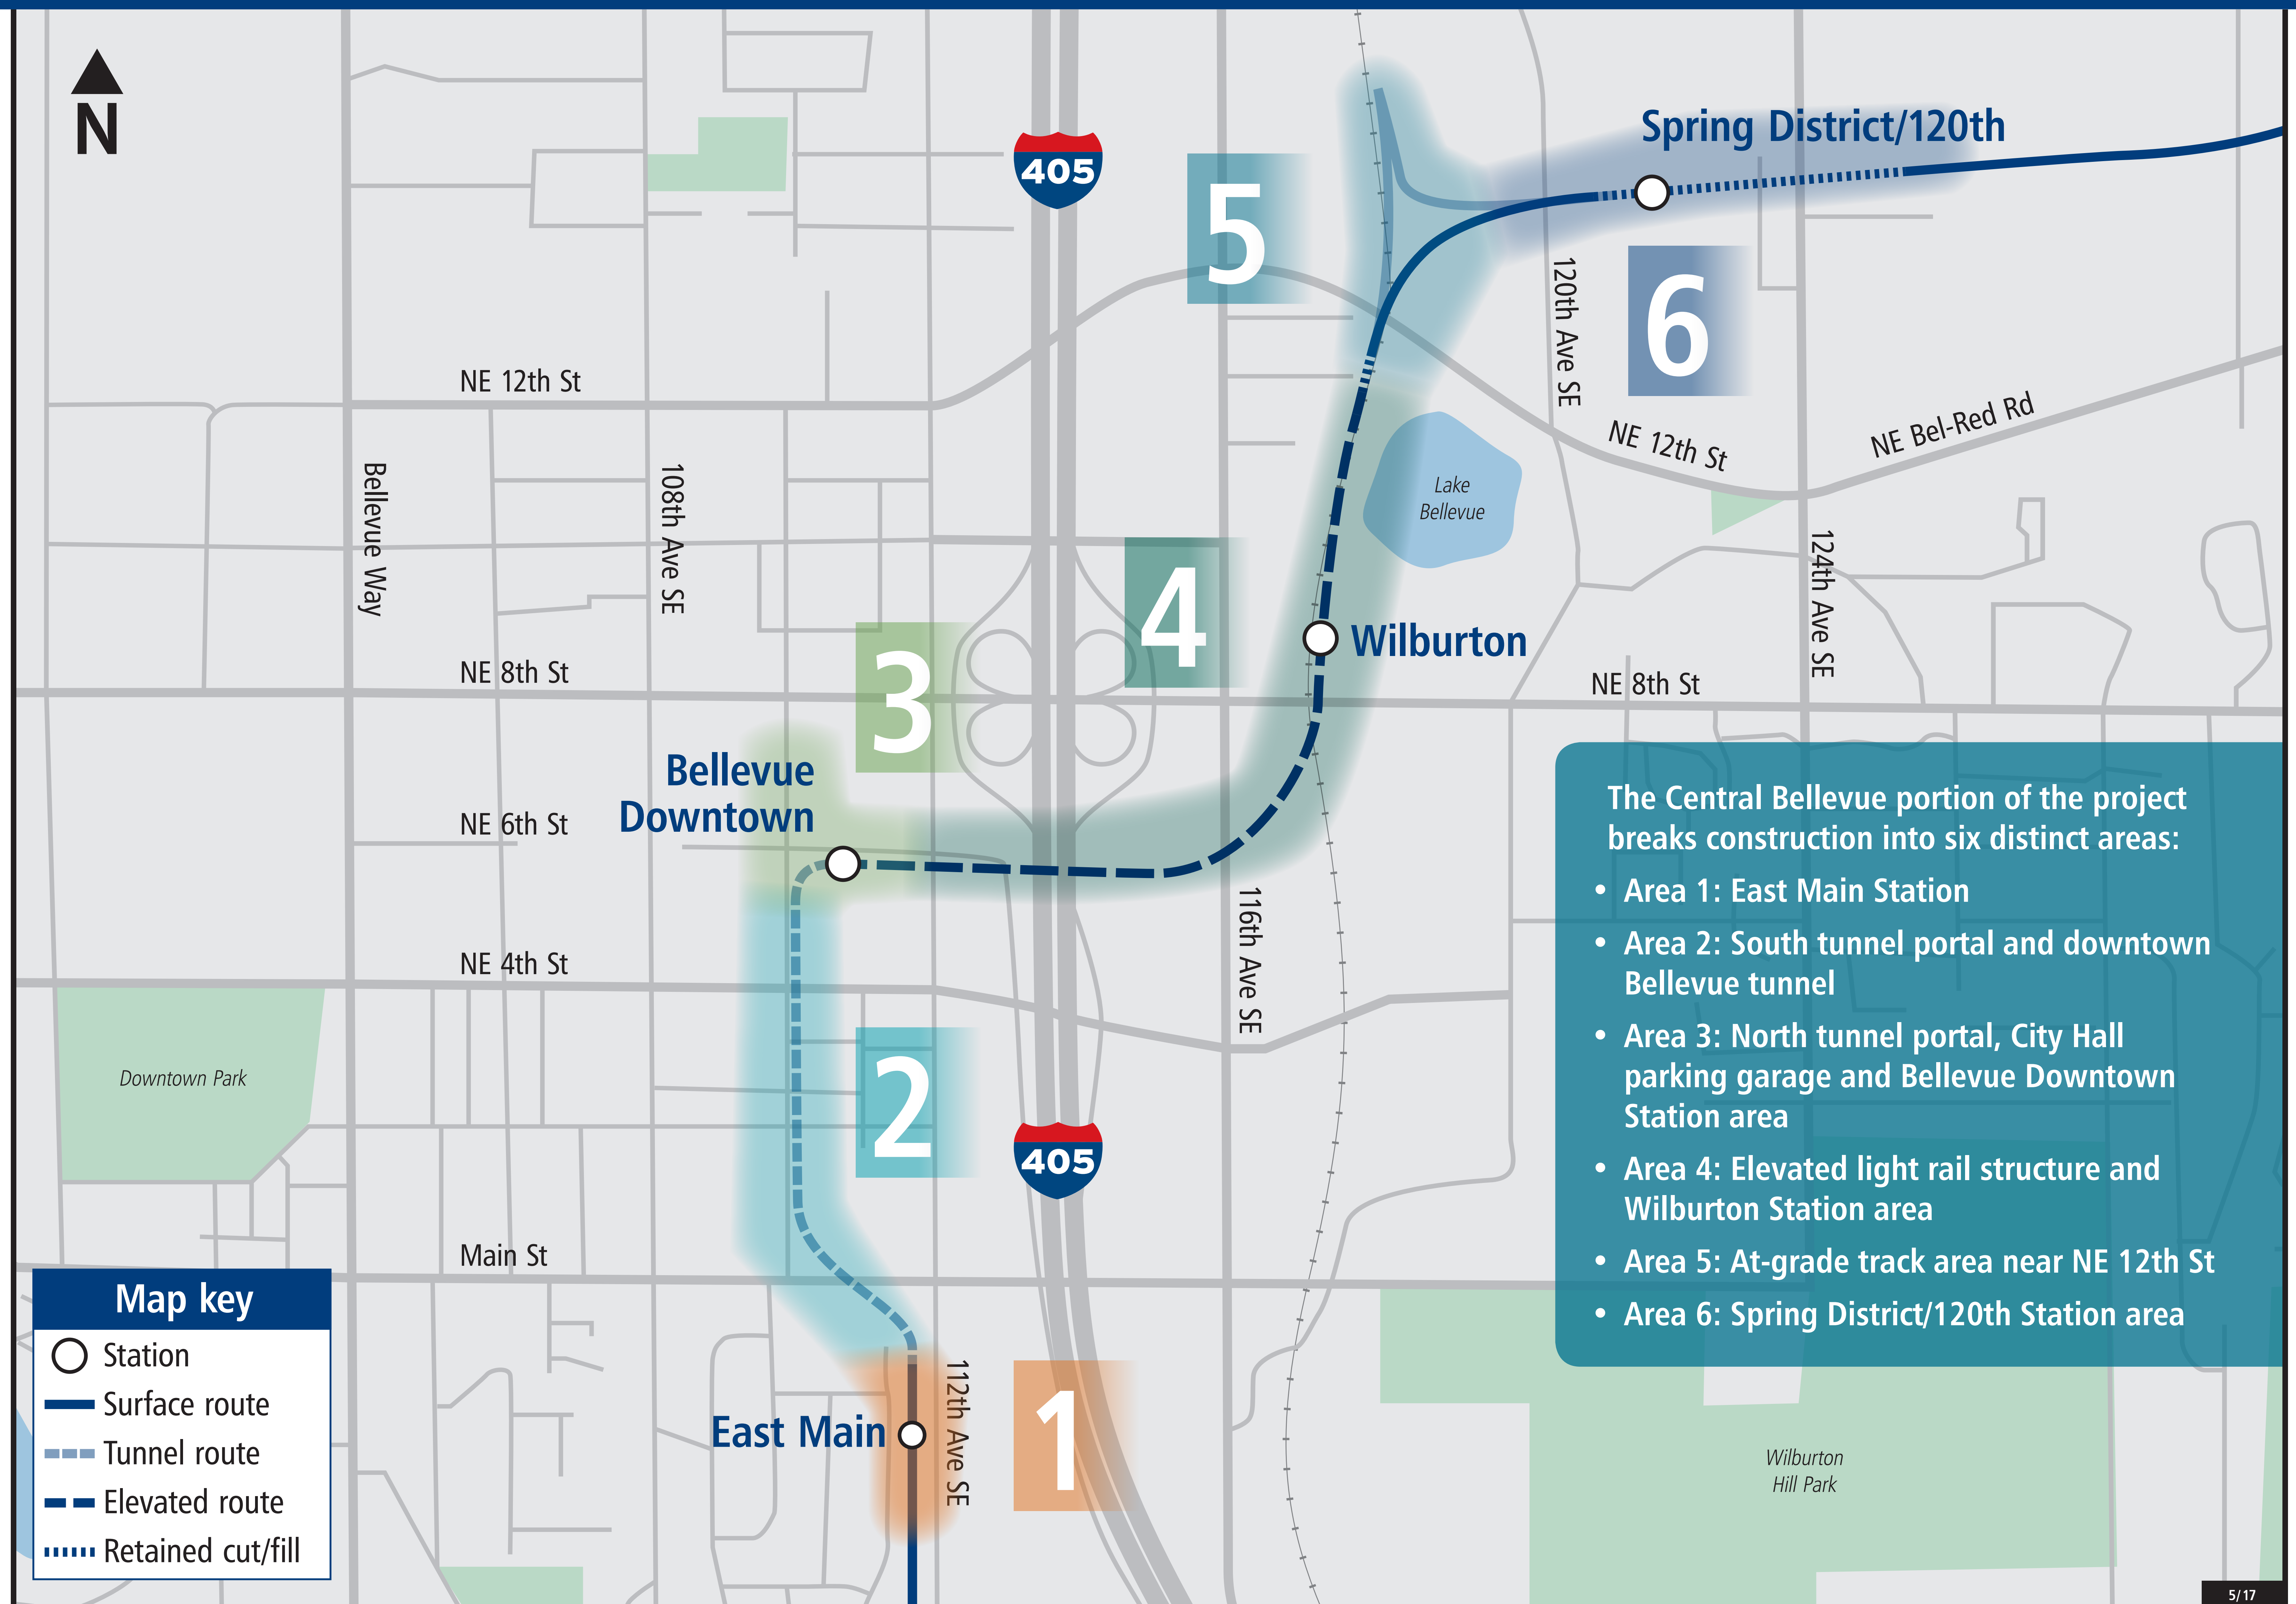 N
405
Spring District/120th
5
6
120th Ave SE
NE 12th St
NE 12th St
NE Bel-Red Rd
Bellevue Way
108th Ave SE
Lake
Bellevue
124th Ave SE
4
3
Wilburton
NE 8th St
NE 8th St
Bellevue
Downtown
NE 6th St
116th Ave SE
NE 4th St
Downtown Park
2
405
Main St
112th Ave SE
East Main
1
Wilburton
Hill Park
The Central Bellevue portion of the project
breaks construction into six distinct areas:
• Area 1: East Main Station
• Area 2: South tunnel portal and downtown
Bellevue tunnel
• Area 3: North tunnel portal, City Hall
parking garage and Bellevue Downtown
Station area
• Area 4: Elevated light rail structure and
Wilburton Station area
• Area 5: At-grade track area near NE 12th St
• Area 6: Spring District/120th Station area
Map key
Station
Surface route
Tunnel route
Elevated route
Retained cut/fill
5/17